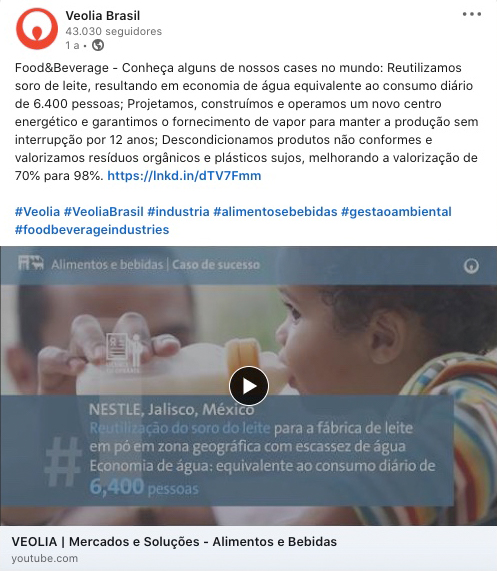 Veolia Brasil
43.030 seguidores
1 a •
Food&Beverage - Conheça alguns de nossos cases no mundo: Reutilizamos
soro de leite, resultando em economia de água equivalente ao consumo diário
de 6.400 pessoas; Projetamos, construímos e operamos um novo centro
energético e garantimos o fornecimento de vapor para manter a produção sem
interrupção por 12 anos; Descondicionamos produtos não conformes e
valorizamos resíduos orgânicos e plásticos sujos, melhorando a valorização de
70% para 98%. https://lnkd.in/dTV7Fmm
#Veolia #VeoliaBrasil #industria #alimentosebebidas #gestaoambiental
#foodbeverageindustries
Alimentos e bebidas | Caso de sucesso
NESTLE, Jalisco, México
Reutilização do soro do leite para a fábrica de leite
em pó em zona geográfica com escassez de água
Economia de água: equivalente ao consumo diário de
#
6,400 pessoas
VEOLIA | Mercados e Soluções - Alimentos e Bebidas
youtube.com